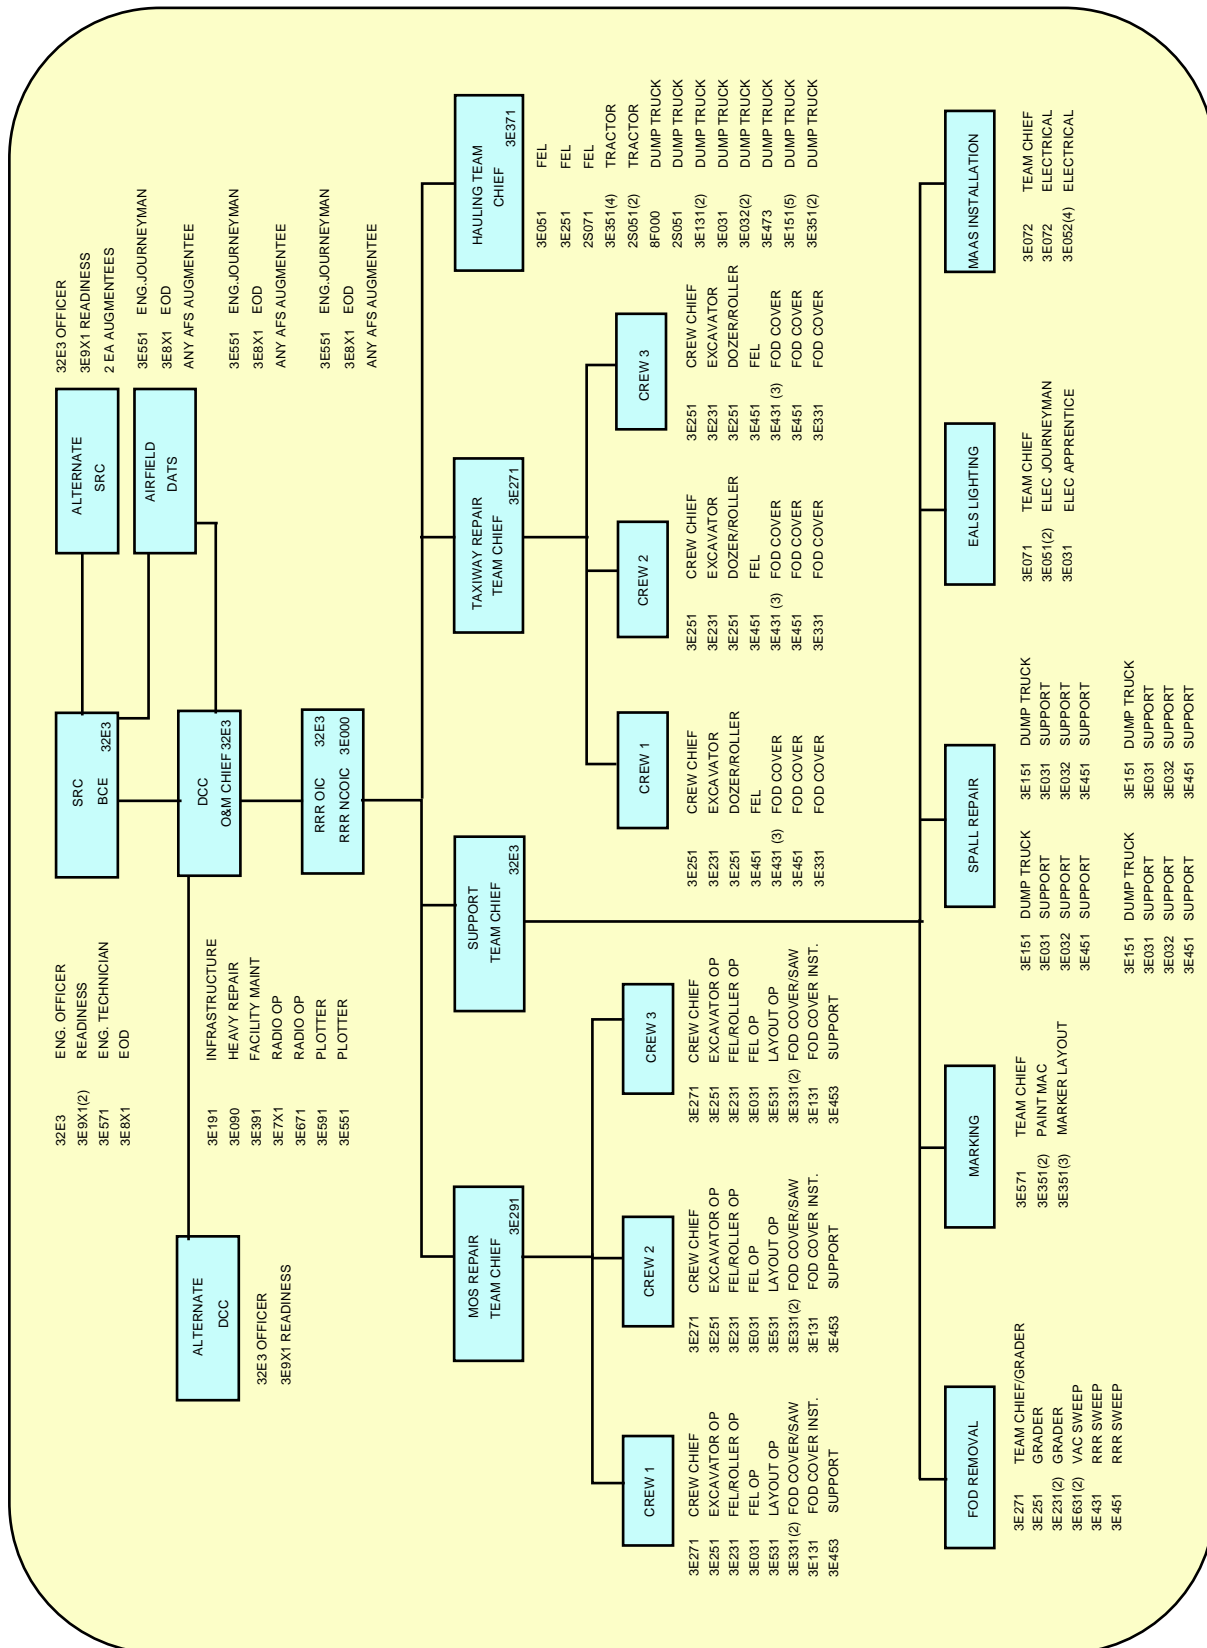 SRC
BCE 32E3
ALTERNATE
SRC
32E3 OFFICER
3E9X1 READINESS
2 EA AUGMENTEES
32E3 ENG. OFFICER
3E9X1(2) READINESS
3E571 ENG. TECHNICIAN
3E8X1 EOD
AIRFIELD
DATS
3E551 ENG.JOURNEYMAN
3E8X1 EOD
ANY AFS AUGMENTEE
3E551 ENG.JOURNEYMAN
3E8X1 EOD
ANY AFS AUGMENTEE
3E551 ENG.JOURNEYMAN
3E8X1 EOD
ANY AFS AUGMENTEE
ALTERNATE
DCC
32E3 OFFICER
3E9X1 READINESS
DCC
O&M CHIEF 32E3
3E191 INFRASTRUCTURE
3E090 HEAVY REPAIR
3E391 FACILITY MAINT
3E7X1 RADIO OP
3E671 RADIO OP
3E591 PLOTTER
3E551 PLOTTER
RRR OIC 32E3
RRR NCOIC 3E000
MOS REPAIR
TEAM CHIEF
3E291
SUPPORT
TEAM CHIEF
32E3
TAXIWAY REPAIR
TEAM CHIEF
3E271
HAULING TEAM
CHIEF
3E371
3E051 FEL
3E251 FEL
2S071 FEL
3E351(4) TRACTOR
2S051(2) TRACTOR
8F000 DUMP TRUCK
2S051 DUMP TRUCK
3E131(2) DUMP TRUCK
3E031 DUMP TRUCK
3E032(2) DUMP TRUCK
3E473 DUMP TRUCK
3E151(5) DUMP TRUCK
3E351(2) DUMP TRUCK
CREW 1
3E271 CREW CHIEF
3E251 EXCAVATOR OP
3E231 FEL/ROLLER OP
3E031 FEL OP
3E531 LAYOUT OP
3E331(2) FOD COVER/SAW
3E131 FOD COVER INST.
3E453 SUPPORT
CREW 2
3E271 CREW CHIEF
3E251 EXCAVATOR OP
3E231 FEL/ROLLER OP
3E031 FEL OP
3E531 LAYOUT OP
3E331(2) FOD COVER/SAW
3E131 FOD COVER INST.
3E453 SUPPORT
CREW 3
3E271 CREW CHIEF
3E251 EXCAVATOR OP
3E231 FEL/ROLLER OP
3E031 FEL OP
3E531 LAYOUT OP
3E331(2) FOD COVER/SAW
3E131 FOD COVER INST.
3E453 SUPPORT
CREW 1
3E251 CREW CHIEF
3E231 EXCAVATOR
3E251 DOZER/ROLLER
3E451 FEL
3E431 (3) FOD COVER
3E451 FOD COVER
3E331 FOD COVER
CREW 2
3E251 CREW CHIEF
3E231 EXCAVATOR
3E251 DOZER/ROLLER
3E451 FEL
3E431 (3) FOD COVER
3E451 FOD COVER
3E331 FOD COVER
CREW 3
3E251 CREW CHIEF
3E231 EXCAVATOR
3E251 DOZER/ROLLER
3E451 FEL
3E431 (3) FOD COVER
3E451 FOD COVER
3E331 FOD COVER
FOD REMOVAL
3E271 TEAM CHIEF/GRADER
3E251 GRADER
3E231(2) GRADER
3E631(2) VAC SWEEP
3E431 RRR SWEEP
3E451 RRR SWEEP
MARKING
3E571 TEAM CHIEF
3E351(2) PAINT MAC
3E351(3) MARKER LAYOUT
SPALL REPAIR
3E151 DUMP TRUCK
3E031 SUPPORT
3E032 SUPPORT
3E451 SUPPORT
3E151 DUMP TRUCK
3E031 SUPPORT
3E032 SUPPORT
3E451 SUPPORT
3E151 DUMP TRUCK
3E031 SUPPORT
3E032 SUPPORT
3E451 SUPPORT
3E151 DUMP TRUCK
3E031 SUPPORT
3E032 SUPPORT
3E451 SUPPORT
EALS LIGHTING
3E071 TEAM CHIEF
3E051(2) ELEC JOURNEYMAN
3E031 ELEC APPRENTICE
MAAS INSTALLATION
3E072 TEAM CHIEF
3E072 ELECTRICAL
3E052(4) ELECTRICAL